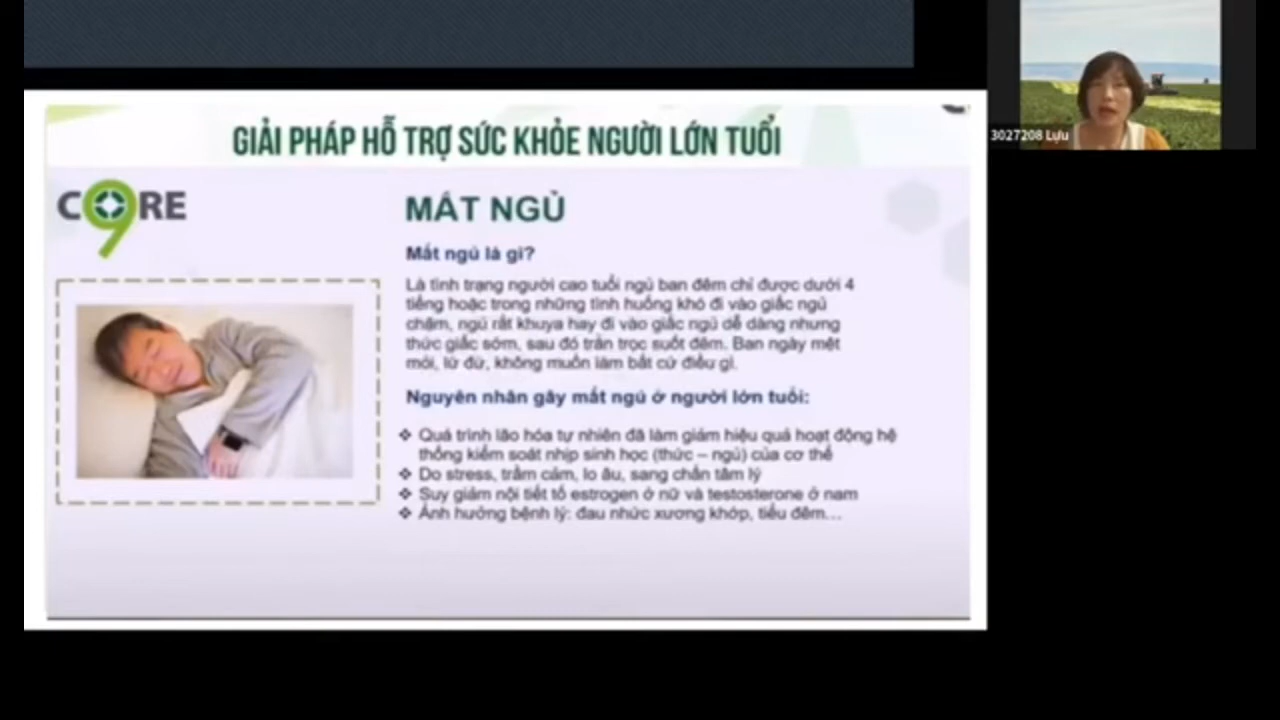 GIẢI PHÁP HỖ TRỢ SỨC KHỎE NGƯỜI LỚN TUỔI
CORE 9
MẤT NGỦ
Mất ngủ là gì?
Là tình trạng người cao tuổi ngủ ban đêm chỉ được dưới 4
tiếng hoặc trong những tình huống khó đi vào giấc ngủ
chậm, ngủ rất khuya hay đi vào giấc ngủ dễ dàng nhưng
thức giấc sớm, sau đó trằn trọc suốt đêm. Ban ngày mệt
mỏi, lừ đừ, không muốn làm bất cứ điều gì.
Nguyên nhân gây mất ngủ ở người lớn tuổi:
❖ Quá trình lão hóa tự nhiên đã làm giảm hiệu quả hoạt động hệ
thống kiểm soát nhịp sinh học (thức – ngủ) của cơ thể
❖ Do stress, trầm cảm, lo âu, sang chấn tâm lý
❖ Suy giảm nội tiết tố estrogen ở nữ và testosterone ở nam
❖ Ảnh hưởng bệnh lý: đau nhức xương khớp, tiểu đêm…
3027208 Lựu